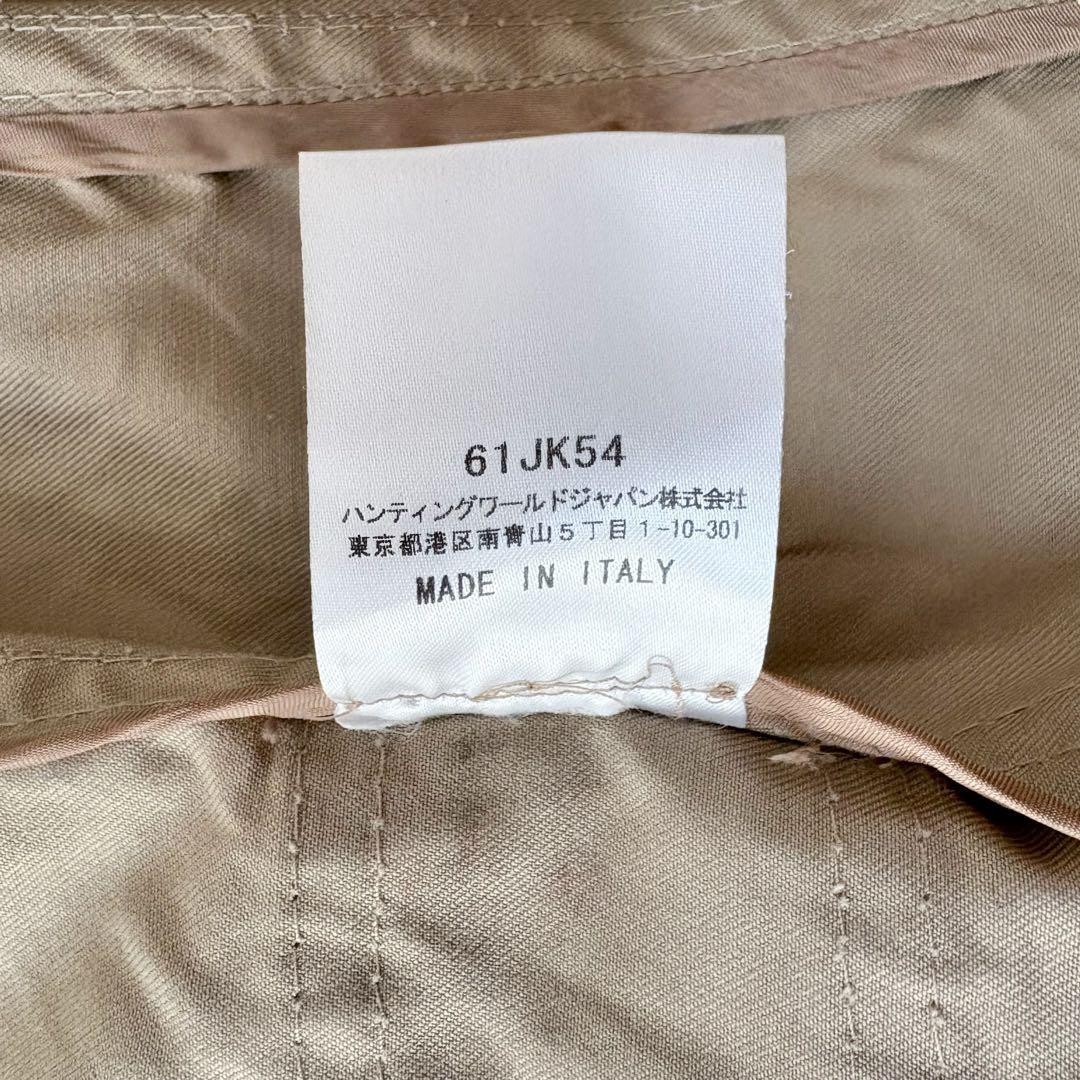 61JK54
ハンティングワールドジャパン株式会社
東京都港区南青山5丁目1-10-301
MADE IN ITALY